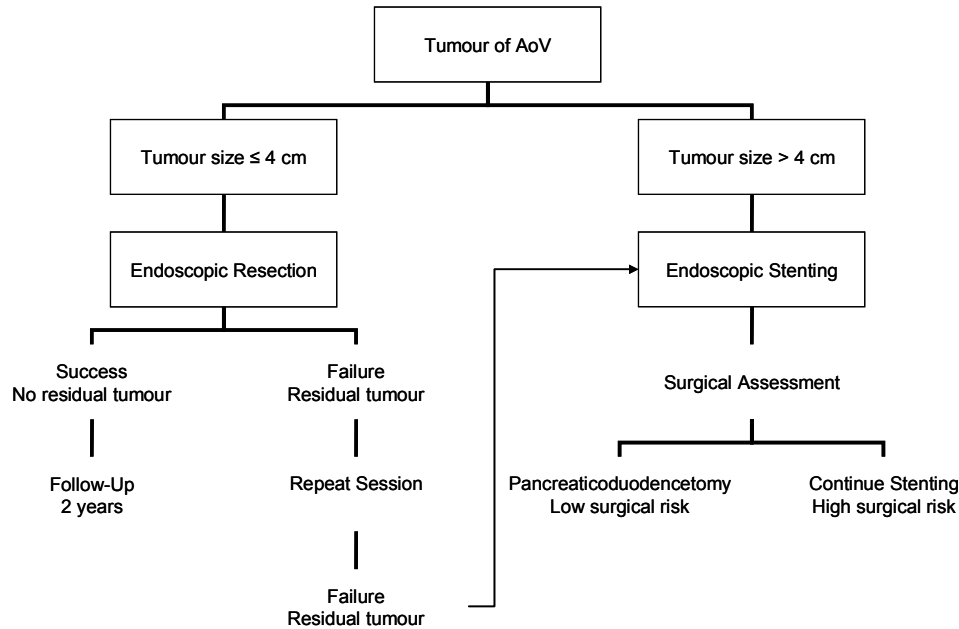 Tumour of AoV
Tumour size ≤ 4 cm
Tumour size > 4 cm
Endoscopic Resection
Endoscopic Stenting
Success
No residual tumour
Failure
Residual tumour
Surgical Assessment
Follow-Up
2 years
Repeat Session
Pancreaticoduodencetomy
Low surgical risk
Continue Stenting
High surgical risk
Failure
Residual tumour